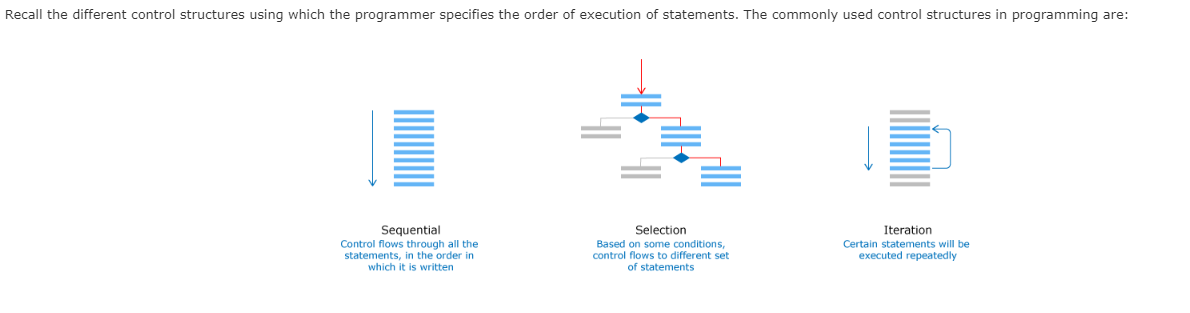 Recall the different control structures using which the programmer specifies the order of execution of statements. The commonly used control structures in programming are:
Sequential
Control flows through all the
statements, in the order in
which it is written
Selection
Based on some conditions,
control flows to different set
of statements
Iteration
Certain statements will be
executed repeatedly